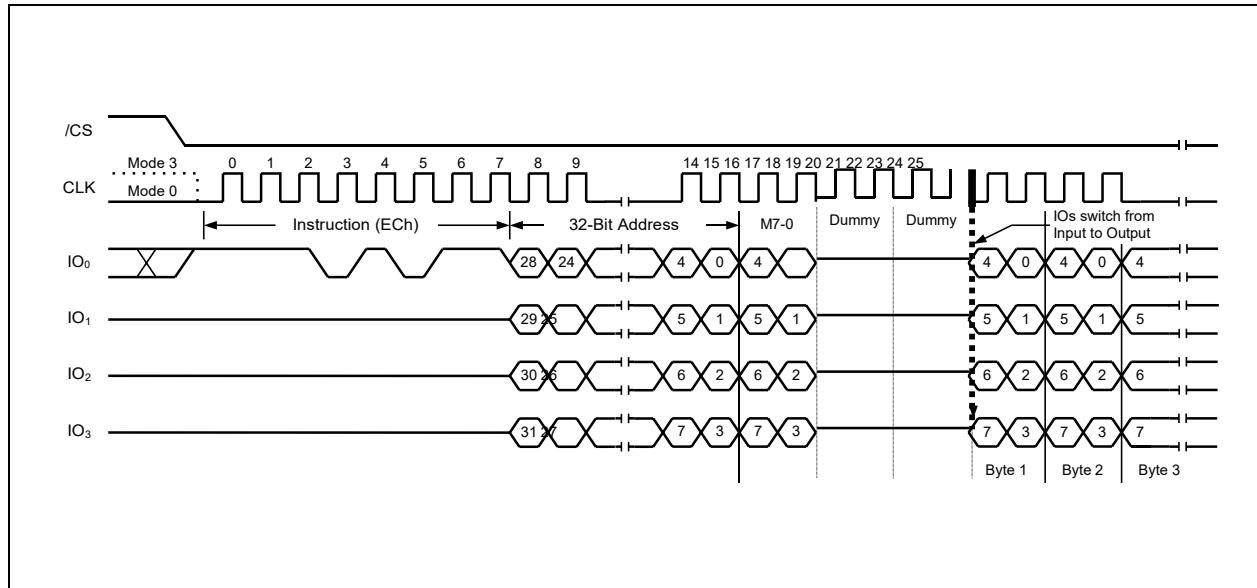 /CS
Mode 3 0 1 2 3 4 5 6 7 8 9 14 15 16 17 18 19 20 21 22 23 24 25
CLK Mode 0
Instruction (ECh) 32-Bit Address M7-0 Dummy Dummy IOs switch from
Input to Output
IO₀ 28 24 4 0 4 4 0 4 0 4
IO₁ 29 25 5 1 5 1 5 1 5 1 5
IO₂ 30 26 6 2 6 2 6 2 6 2 6
IO₃ 31 27 7 3 7 3 7 3 7 3 7
Byte 1 Byte 2 Byte 3